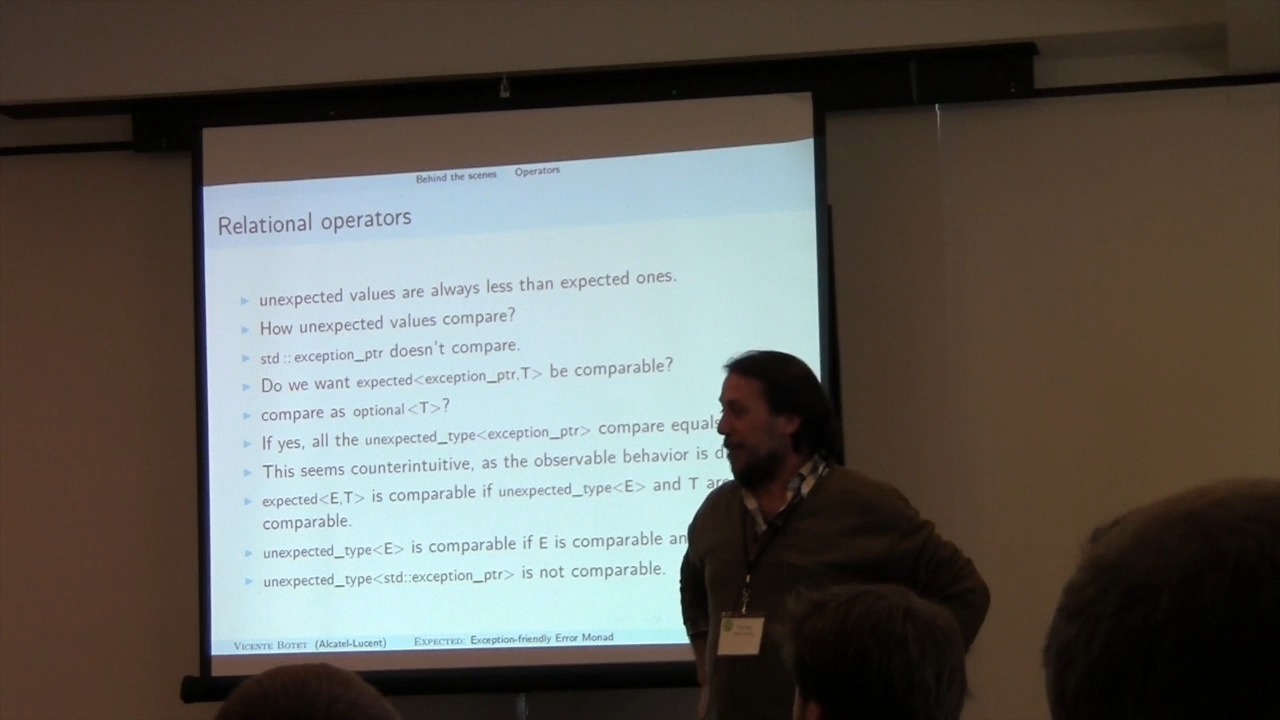 Behind the scenes Operators
Relational operators
unexpected values are always less than expected ones.
How unexpected values compare?
std :: exception_ptr doesn't compare.
Do we want expected<exception_ptr,T> be comparable?
compare as optional<T>?
If yes, all the unexpected_type<exception_ptr> compare equals
This seems counterintuitive, as the observable behavior is
expected<E,T> is comparable if unexpected_type<E> and T
comparable.
unexpected_type<E> is comparable if E is comparable
unexpected_type<std::exception_ptr> is not comparable.
VICENTE BOTET (Alcatel-Lucent) EXPECTED: Exception-friendly Error Monad